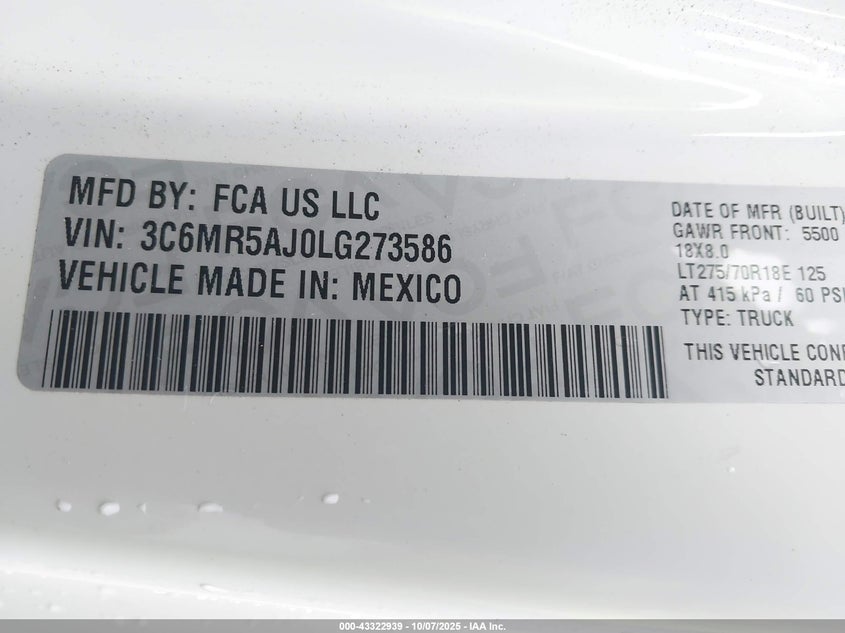 MFD BY: FCA US LLC
VIN: 3C6MR5AJ0LG273586
VEHICLE MADE IN: MEXICO
DATE OF MFR (BUILT)
GAWR FRONT: 5500
18X8.0
LT275/70R18E 125
AT 415 kPa / 60 PSI
TYPE: TRUCK
THIS VEHICLE CONF
STANDARD
000-43322939 - 10/07/2025 - IAA Inc.